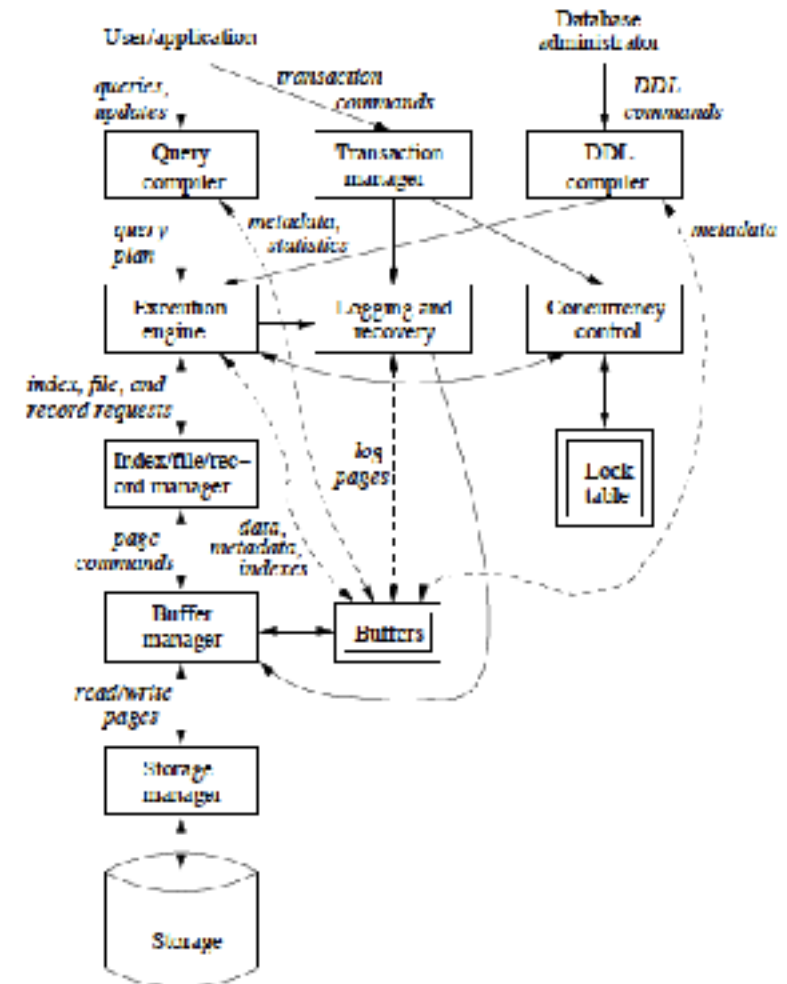 User/application
Database
administrator
queries,
updates
transaction
commands
DDL
commands
Query
compiler
Transaction
manager
DDL
compiler
query
plan
metadata,
statistics
metadata
Execution
engine
Logging and
recovery
Concurrency
control
index, file, and
record requests
Index/file/rec-
ord manager
log
pages
Lock
table
page
commands
data,
metadata,
indexes
Buffer
manager
Buffers
read/write
pages
Storage
manager
Storage